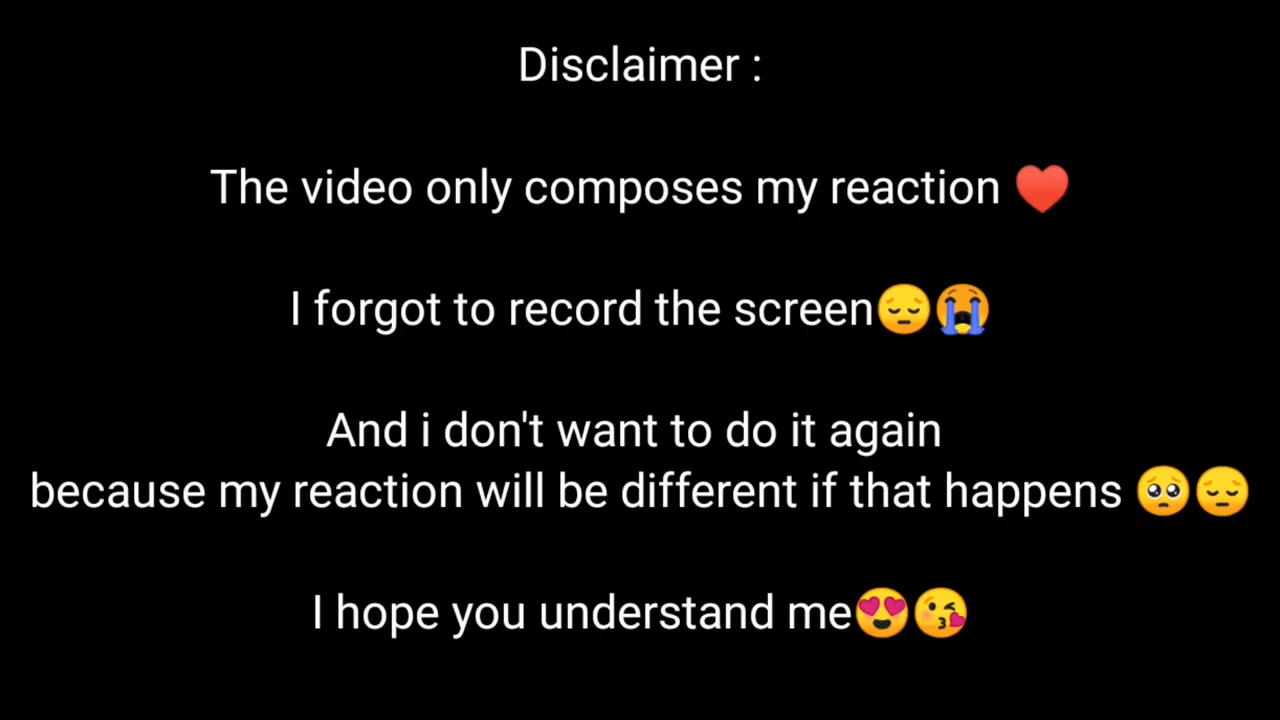 Disclaimer :
The video only composes my reaction ♥️
I forgot to record the screen😔😭
And i don't want to do it again
because my reaction will be different if that happens 🥺😔
I hope you understand me😍😘